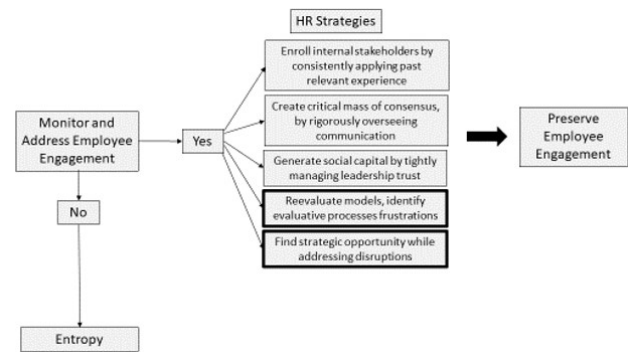 HR Strategies
Enroll internal stakeholders by
consistently applying past
relevant experience
Monitor and
Address Employee
Engagement
Yes
Create critical mass of consensus,
by rigorously overseeing
communication
Preserve
Employee
Engagement
Generate social capital by tightly
managing leadership trust
Reevaluate models, identify
evaluative processes frustrations
No
Find strategic opportunity while
addressing disruptions
Entropy